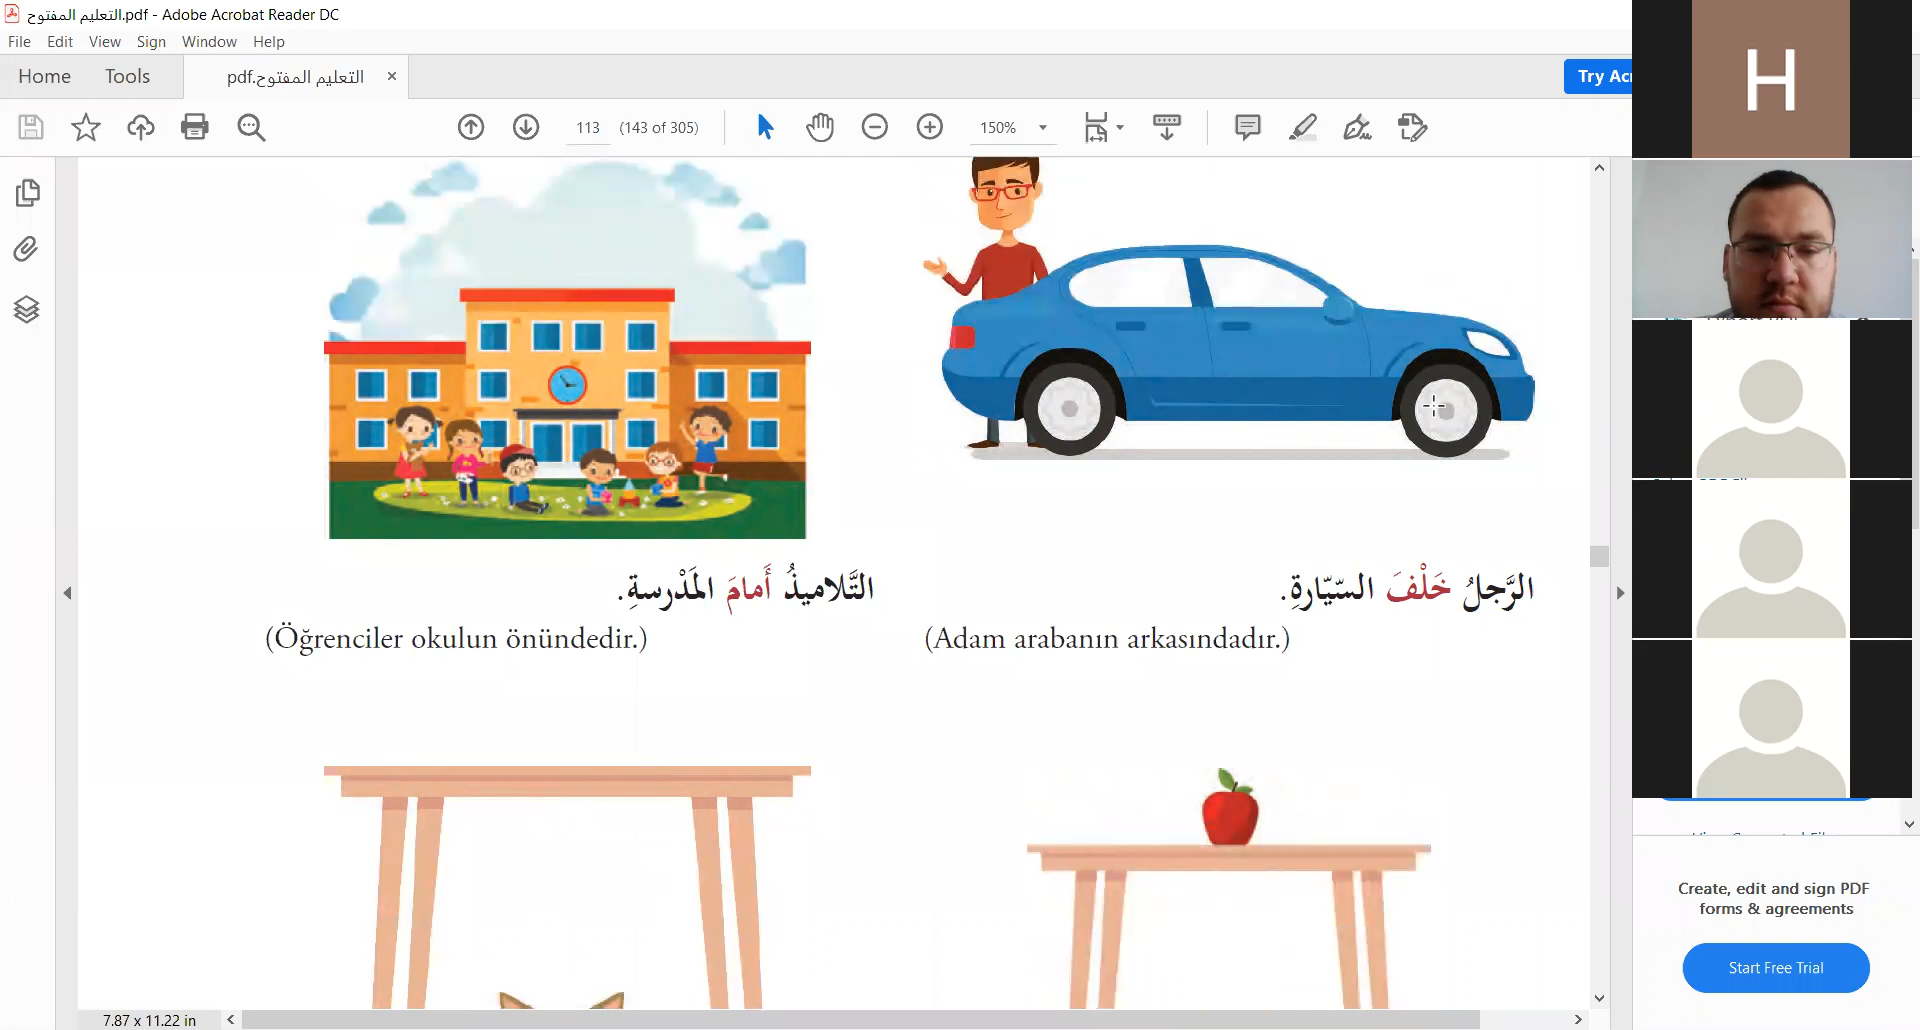 التعليم المفتوح.pdf - Adobe Acrobat Reader DC
File Edit View Sign Window Help
Home Tools التعليم المفتوح.pdf × Try Acr
113 (143 of 305) 150%
H
التَّلاميذُ أَمامَ المَدْرسةِ.
(Öğrenciler okulun önündedir.)
الرَّجلُ خَلْفَ السّيّارةِ.
(Adam arabanın arkasındadır.)
Create, edit and sign PDF
forms & agreements
Start Free Trial
7.87 x 11.22 in